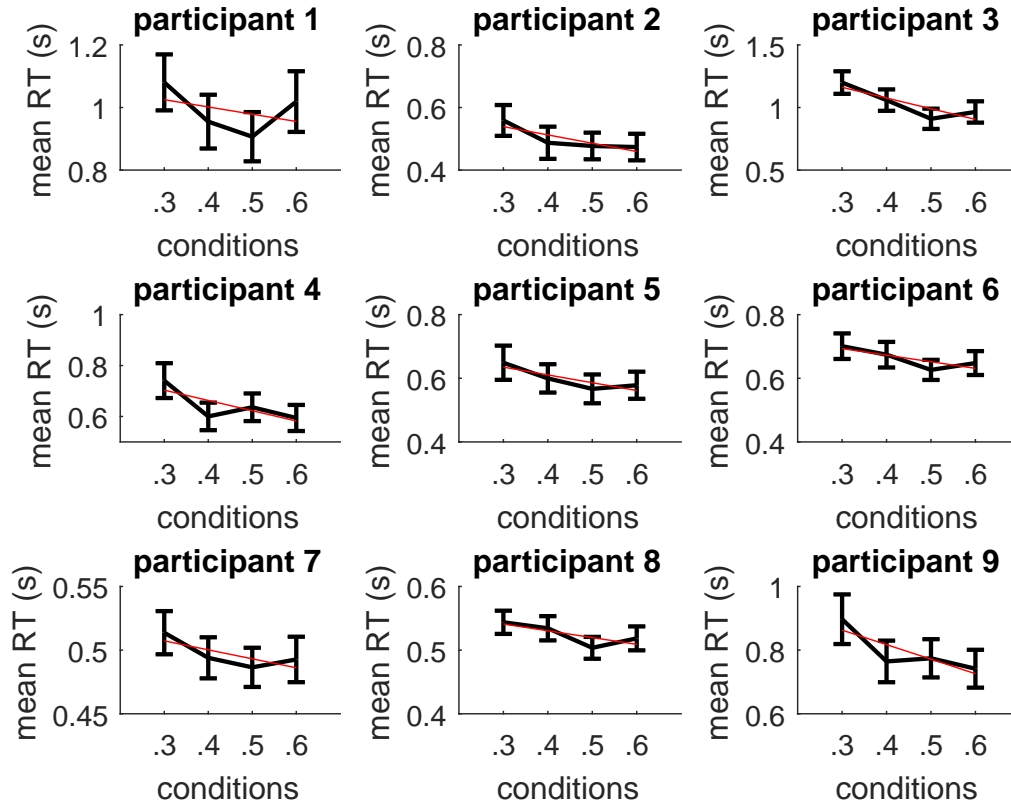 participant 1
1.2
1
0.8
mean RT (s)
.3 .4 .5 .6
conditions
participant 2
0.8
0.6
0.4
mean RT (s)
.3 .4 .5 .6
conditions
participant 3
1.5
1
0.5
mean RT (s)
.3 .4 .5 .6
conditions
participant 4
1
0.8
0.6
mean RT (s)
.3 .4 .5 .6
conditions
participant 5
0.8
0.6
0.4
mean RT (s)
.3 .4 .5 .6
conditions
participant 6
0.8
0.6
0.4
mean RT (s)
.3 .4 .5 .6
conditions
participant 7
0.55
0.5
0.45
mean RT (s)
.3 .4 .5 .6
conditions
participant 8
0.6
0.5
0.4
mean RT (s)
.3 .4 .5 .6
conditions
participant 9
1
0.8
0.6
mean RT (s)
.3 .4 .5 .6
conditions